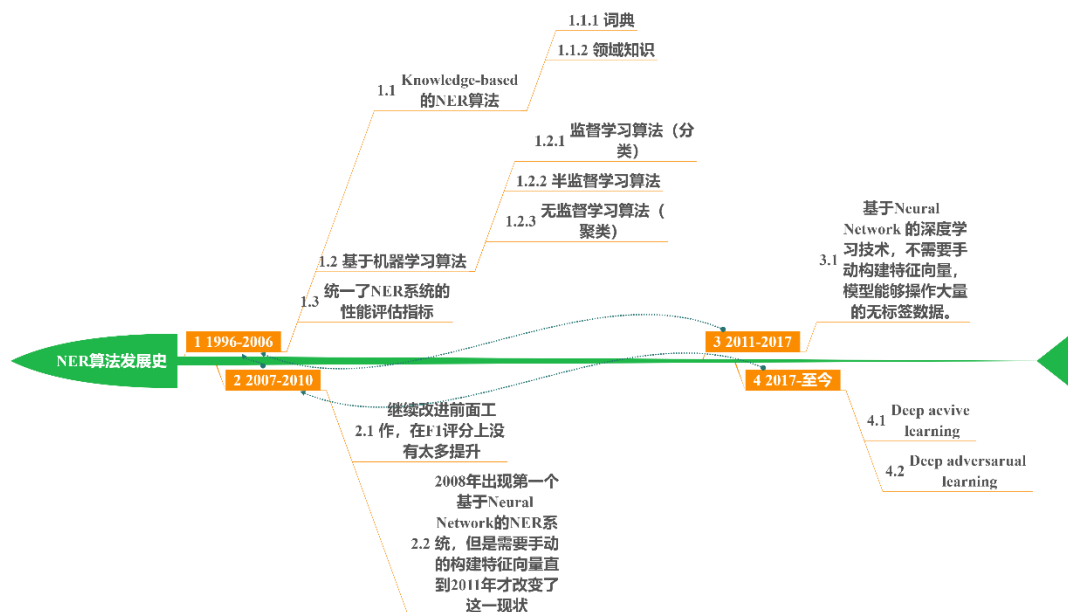 NER算法发展史
1 1996-2006
1.1 Knowledge-based
的NER算法
1.1.1 词典
1.1.2 领域知识
1.2 基于机器学习算法
1.2.1 监督学习算法（分
类）
1.2.2 半监督学习算法
1.2.3 无监督学习算法（
聚类）
1.3 统一了NER系统的
性能评估指标
2 2007-2010
2.1 继续改进前面工
作，在F1评分上没
有太多提升
2.2 2008年出现第一个
基于Neural
Network的NER系
统，但是需要手动
的构建特征向量直
到2011年才改变了
这一现状
3 2011-2017
3.1 基于Neural
Network 的深度学
习技术，不需要手
动构建特征向量，
模型能够操作大量
的无标签数据。
4 2017-至今
4.1 Deep acvive
learning
4.2 Deep adversarual
learning